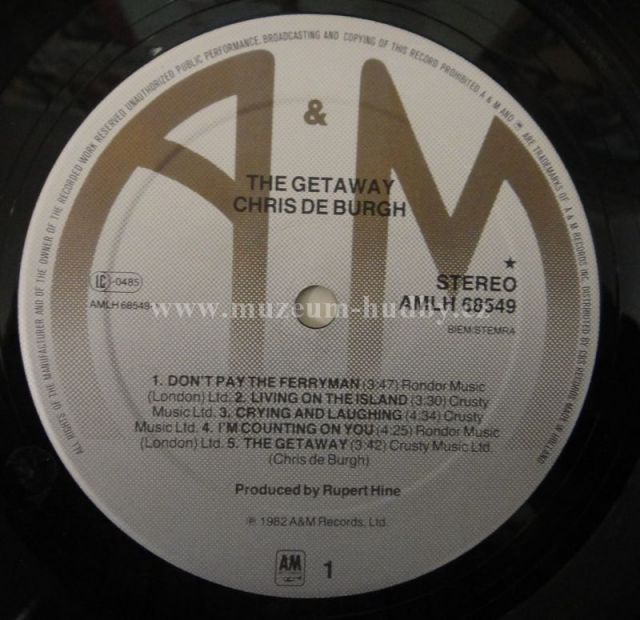 ALL RIGHTS OF THE MANUFACTURER AND OF THE OWNER OF THE RECORDED WORK RESERVED UNAUTHORIZED PUBLIC PERFORMANCE, BROADCASTING AND COPYING OF THIS RECORD PROHIBITED A & M AND ARE TRADEMARKS OF A & M RECORDS INC. DISTRIBUTED BY CBS RECORDS MADE IN HOLLAND
A & M
THE GETAWAY
CHRIS DE BURGH
★
STEREO
LC-0485
AMLH 68549
AMLH 68549
www.muzeum-hudby.cz
BIEM/STEMRA
1. DON'T PAY THE FERRYMAN (3:47) Rondor Music
(London) Ltd. 2. LIVING ON THE ISLAND (3:30) Crusty
Music Ltd. 3. CRYING AND LAUGHING (4:34) Crusty
Music Ltd. 4. I'M COUNTING ON YOU (4:25) Rondor Music
(London) Ltd. 5. THE GETAWAY (3:42) Crusty Music Ltd.
(Chris de Burgh)
Produced by Rupert Hine
℗ 1982 A&M Records, Ltd.
AM
1